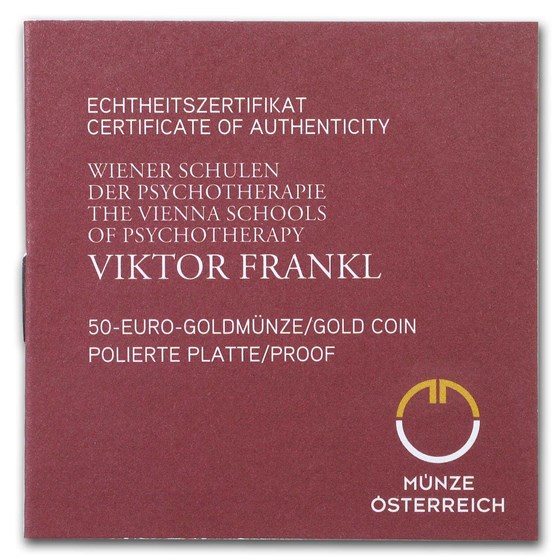 ECHTHEITSZERTIFIKAT
CERTIFICATE OF AUTHENTICITY
WIENER SCHULEN
DER PSYCHOTHERAPIE
THE VIENNA SCHOOLS
OF PSYCHOTHERAPY
VIKTOR FRANKL
50-EURO-GOLDMÜNZE/GOLD COIN
POLIERTE PLATTE/PROOF
MÜNZE
ÖSTERREICH